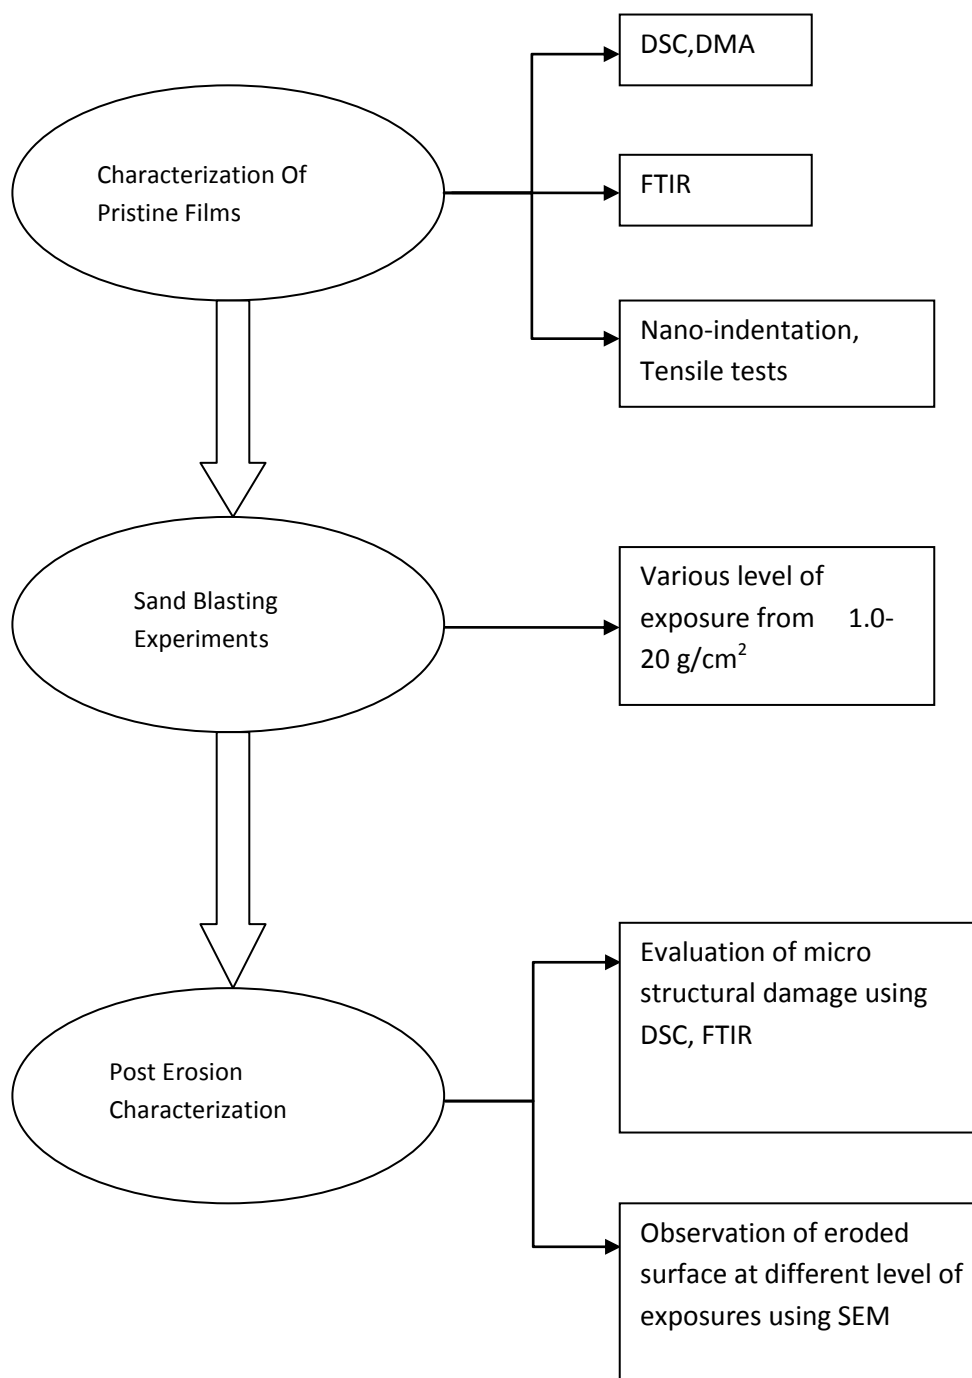 DSC,DMA
Characterization Of
Pristine Films
FTIR
Nano-indentation,
Tensile tests
Sand Blasting
Experiments
Various level of
exposure from 1.0-
20 g/cm²
Evaluation of micro
structural damage using
DSC, FTIR
Post Erosion
Characterization
Observation of eroded
surface at different level of
exposures using SEM